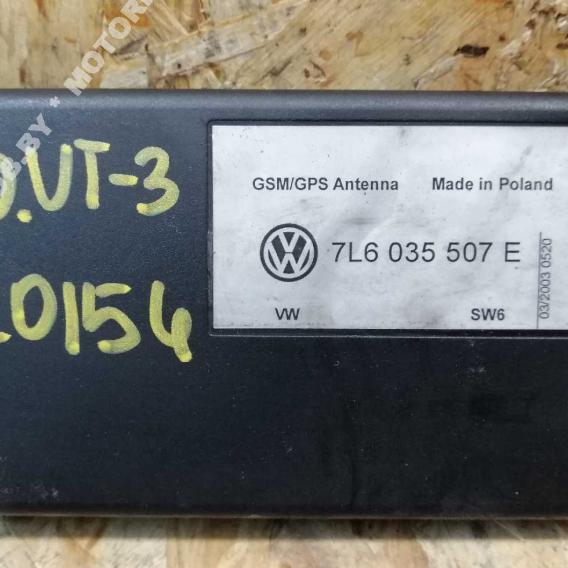 GSM/GPS Antenna Made in Poland
7L6 035 507 E
VW SW6
03/2003 0520
.UT-3
0154